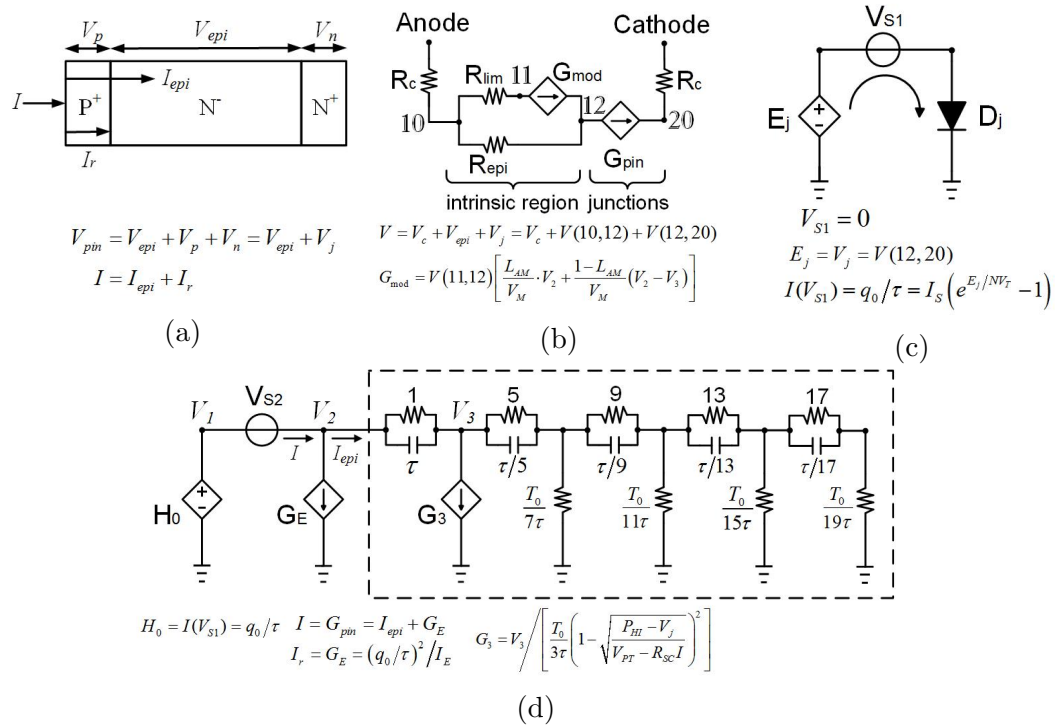 V_p V_epi V_n
I P⁺ I_epi N⁻ N⁺
I_r
V_pin = V_epi + V_p + V_n = V_epi + V_j
I = I_epi + I_r
(a)
Anode Cathode
R_c R_lim 11 G_mod R_c
10 12 20
R_epi G_pin
intrinsic region junctions
V = V_c + V_epi + V_j = V_c + V(10,12) + V(12,20)
G_mod = V(11,12)[L_AM/V_M · V_2 + (1 − L_AM)/V_M (V_2 − V_3)]
(b)
V_S1
E_j + - D_j
V_S1 = 0
E_j = V_j = V(12,20)
I(V_S1) = q_0/τ = I_S(e^{E_j/NV_T} − 1)
(c)
1 5 9 13 17
V_1 V_S2 V_2 V_3
I I_epi τ τ/5 τ/9 τ/13 τ/17
H_0 + - G_E G_3 T_0/7τ T_0/11τ T_0/15τ T_0/19τ
H_0 = I(V_S1) = q_0/τ I = G_pin = I_epi + G_E
I_r = G_E = (q_0/τ)²/I_E
G_3 = V_3/[T_0/3τ (1 − √((P_HI − V_j)/(V_PT − R_SC I)))²]
(d)